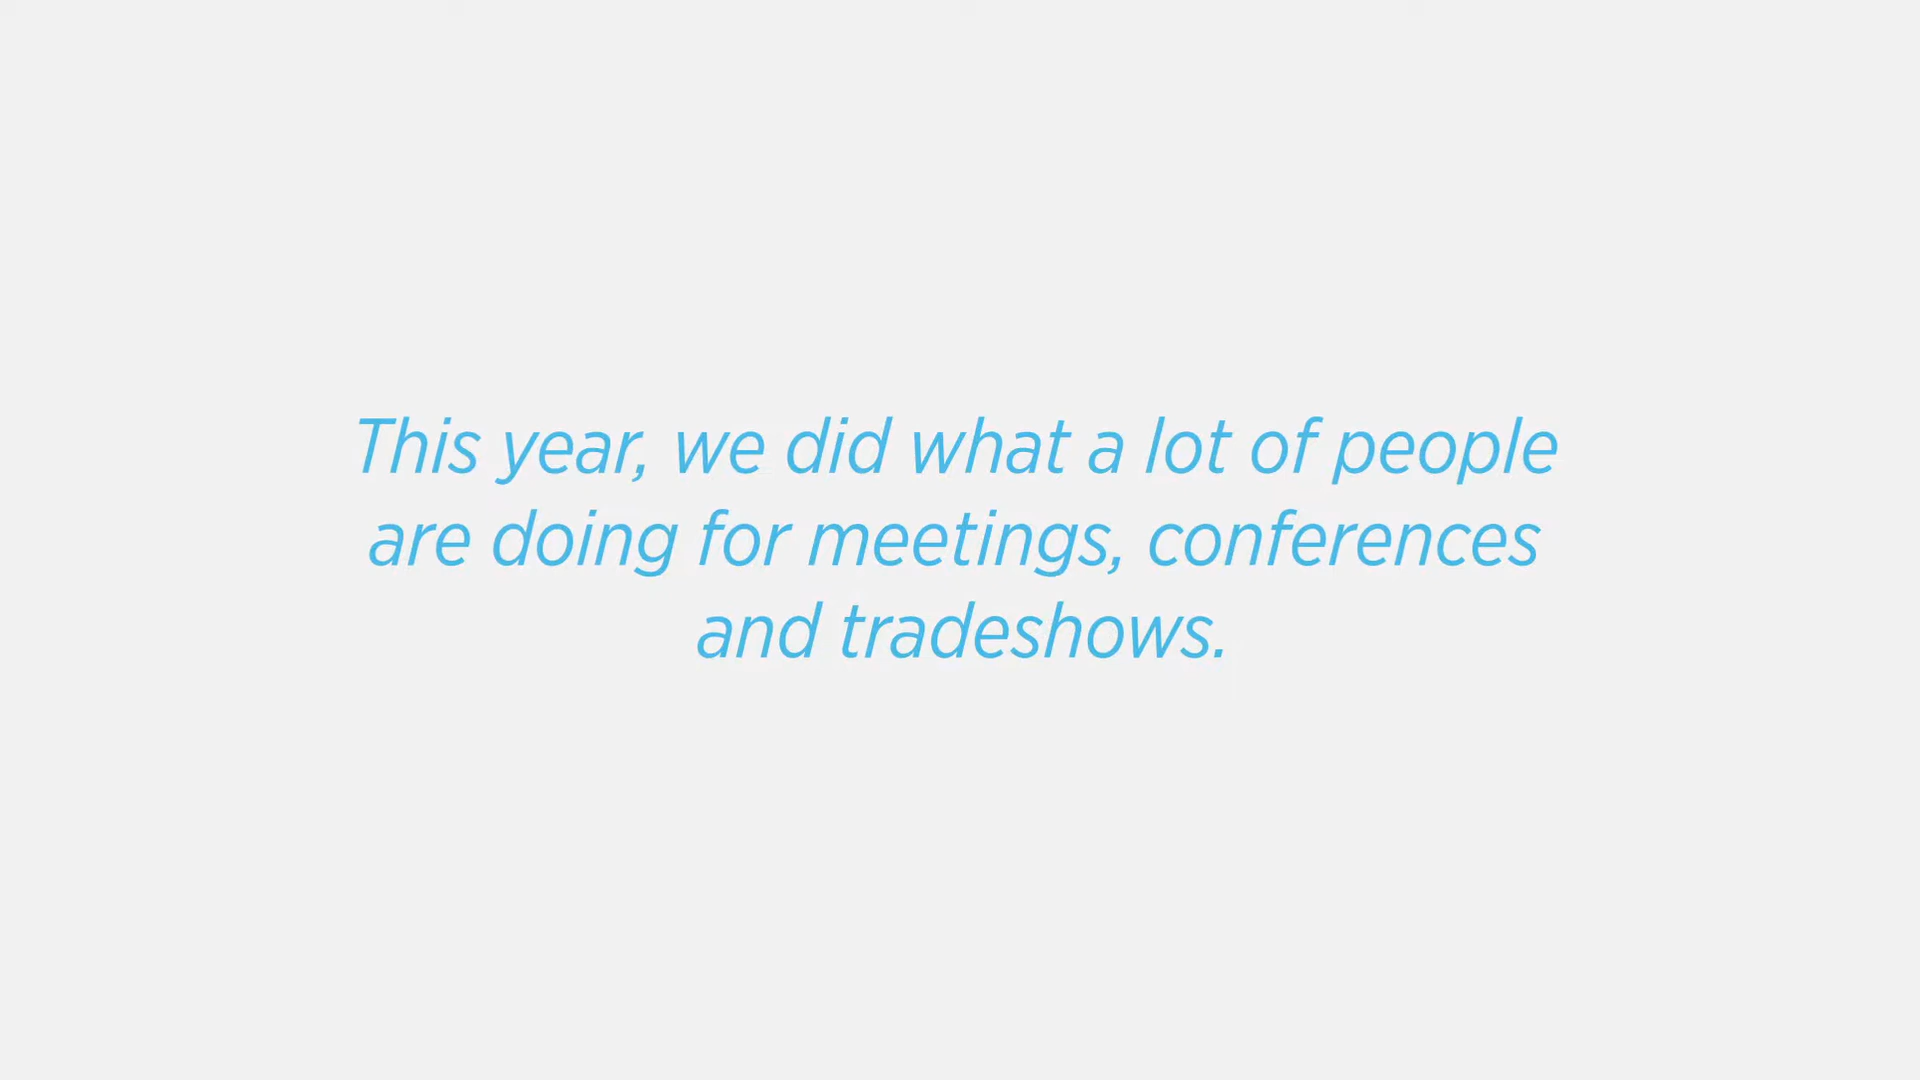 This year, we did what a lot of people
are doing for meetings, conferences
and tradeshows.